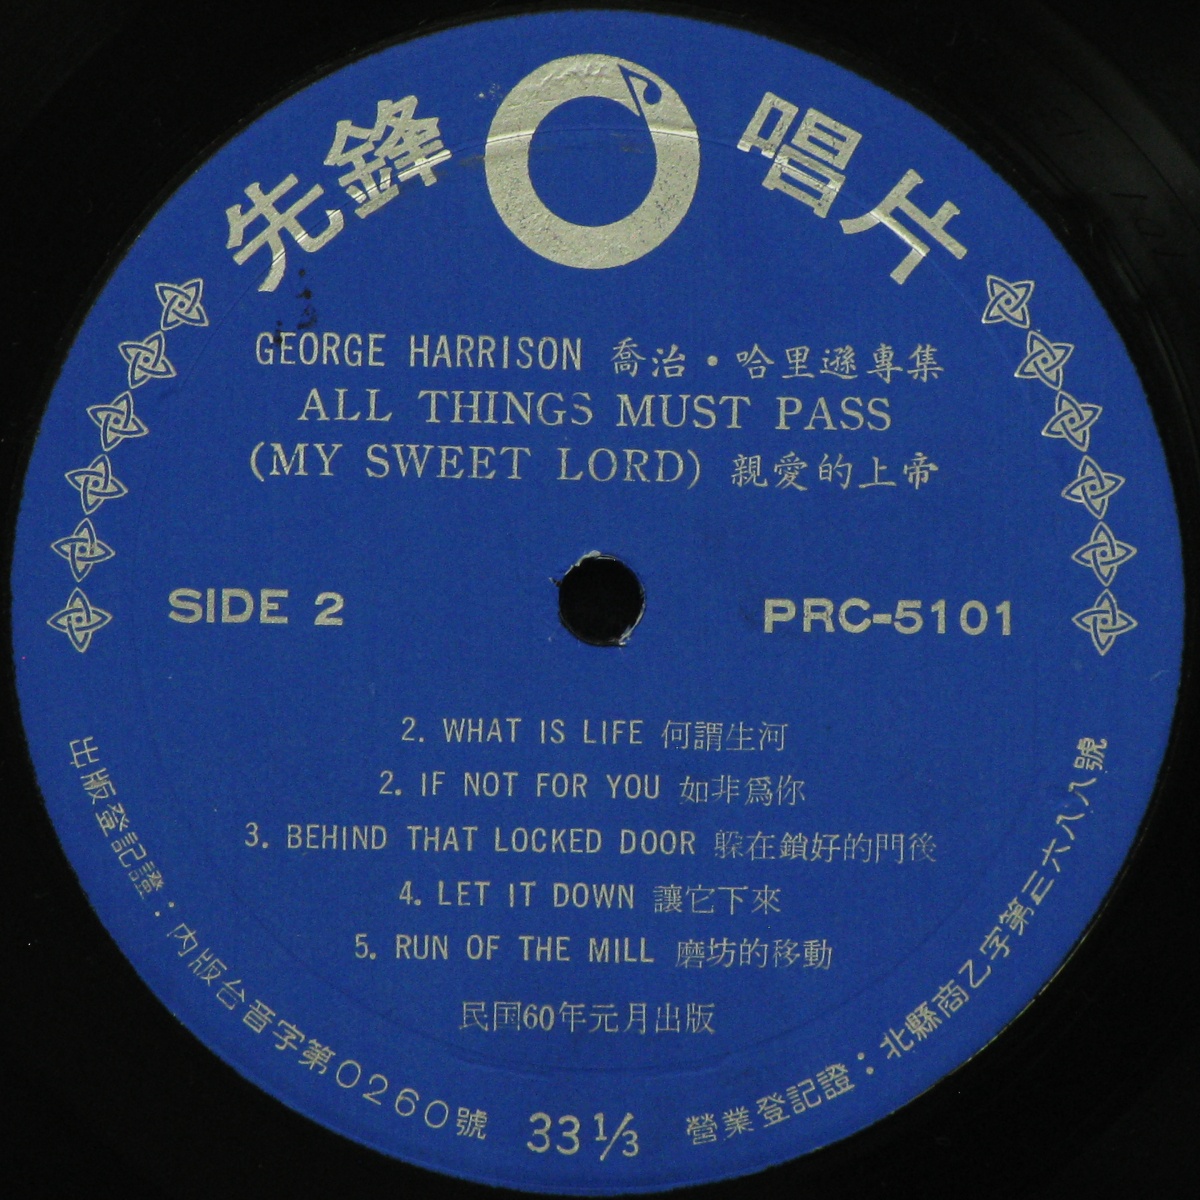 先鋒 唱片
GEORGE HARRISON 喬治・哈里遜專集
ALL THINGS MUST PASS
(MY SWEET LORD) 親愛的上帝
SIDE 2
PRC-5101
2. WHAT IS LIFE 何謂生河
2. IF NOT FOR YOU 如非爲你
3. BEHIND THAT LOCKED DOOR 躱在鎖好的門後
4. LET IT DOWN 讓它下來
5. RUN OF THE MILL 磨坊的移動
民国60年元月出版
出版登記證：內版台音字第0260號
33 1/3
營業登記證：北縣商乙字第三六八八號